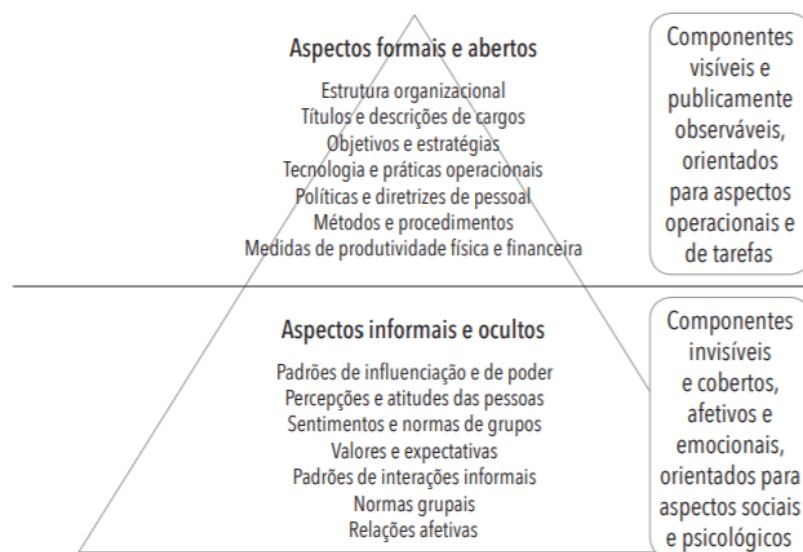 Aspectos formais e abertos
Estrutura organizacional
Títulos e descrições de cargos
Objetivos e estratégias
Tecnologia e práticas operacionais
Políticas e diretrizes de pessoal
Métodos e procedimentos
Medidas de produtividade física e financeira
Componentes
visíveis e
publicamente
observáveis,
orientados
para aspectos
operacionais e
de tarefas
Aspectos informais e ocultos
Padrões de influenciação e de poder
Percepções e atitudes das pessoas
Sentimentos e normas de grupos
Valores e expectativas
Padrões de interações informais
Normas grupais
Relações afetivas
Componentes
invisíveis
e cobertos,
afetivos e
emocionais,
orientados para
aspectos sociais
e psicológicos